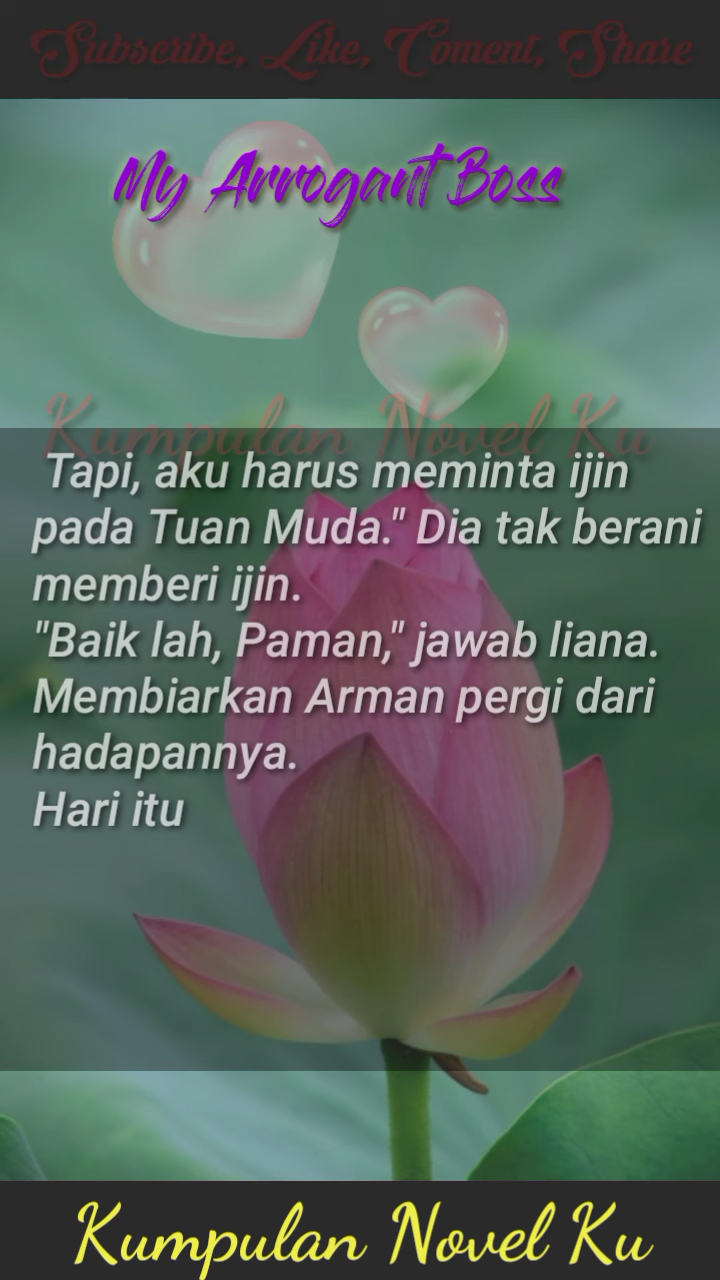 Subscribe, Like, Coment, Share
My Arrogant Boss
Kumpulan Novel Ku
Tapi, aku harus meminta ijin
pada Tuan Muda." Dia tak berani
memberi ijin.
"Baik lah, Paman," jawab liana.
Membiarkan Arman pergi dari
hadapannya.
Hari itu
Kumpulan Novel Ku